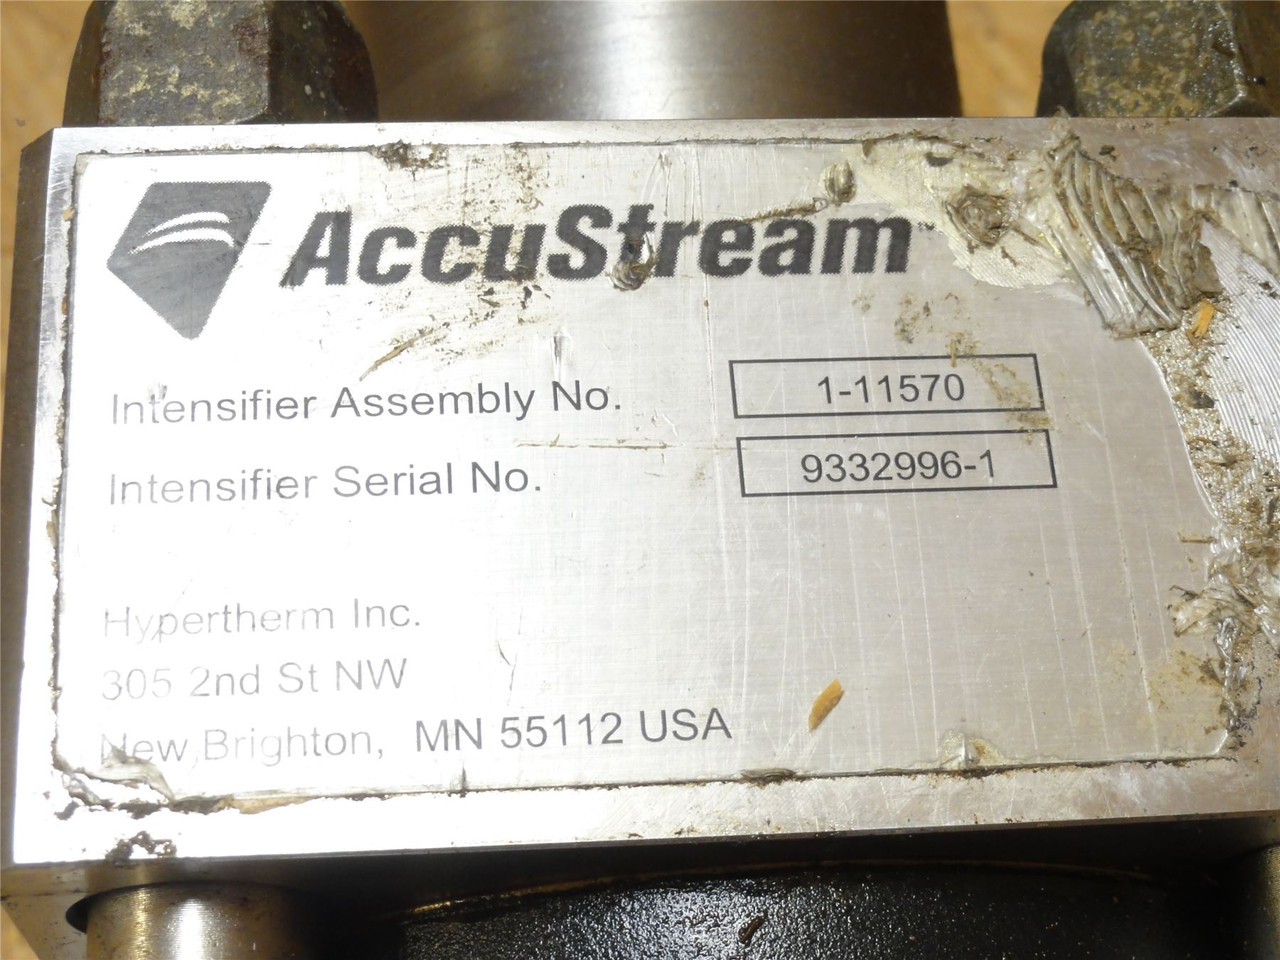 AccuStream
Intensifier Assembly No. 1-11570
Intensifier Serial No. 9332996-1
Hypertherm Inc.
305 2nd St NW
New Brighton, MN 55112 USA